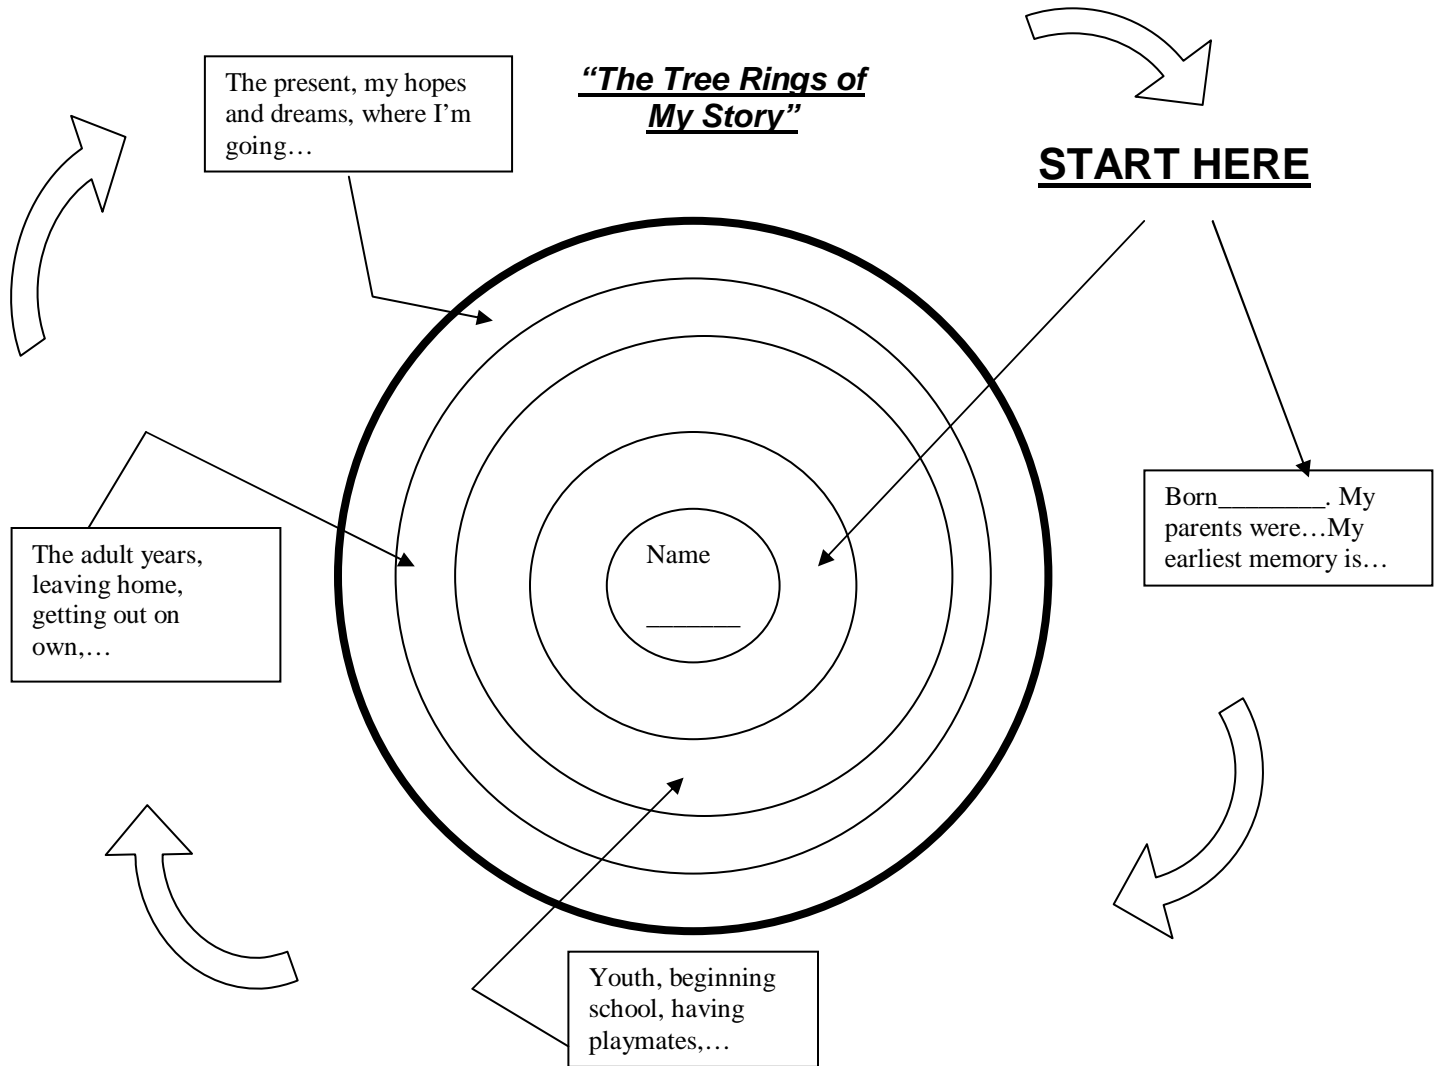 “The Tree Rings of
My Story”
START HERE
The present, my hopes
and dreams, where I’m
going…
Name
_______
Born________. My
parents were…My
earliest memory is…
The adult years,
leaving home,
getting out on
own,…
Youth, beginning
school, having
playmates,…